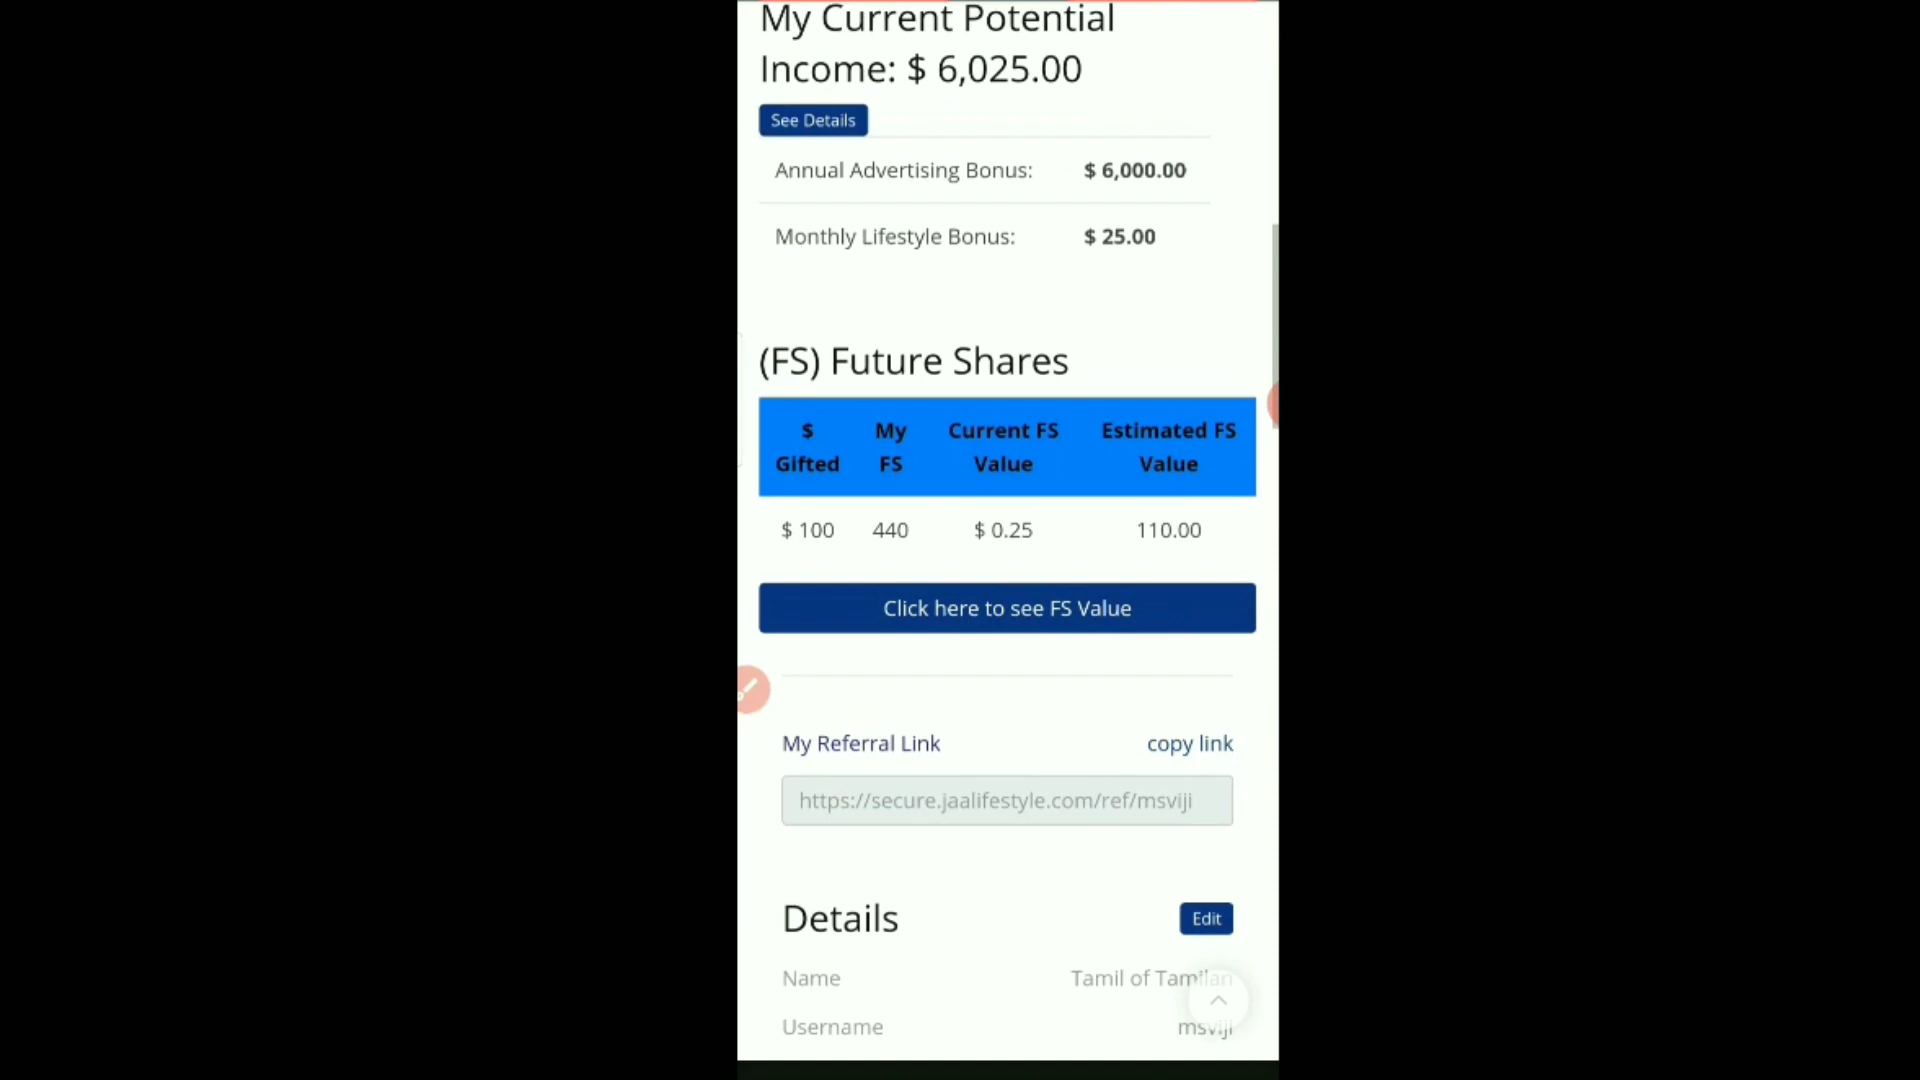 My Current Potential
Income: $ 6,025.00
See Details
Annual Advertising Bonus: $ 6,000.00
Monthly Lifestyle Bonus: $ 25.00
(FS) Future Shares
$ My Current FS Estimated FS
Gifted FS Value Value
$ 100 440 $ 0.25 110.00
Click here to see FS Value
My Referral Link copy link
https://secure.jaalifestyle.com/ref/msviji
Details Edit
Name Tamil of Tamilan
Username msviji